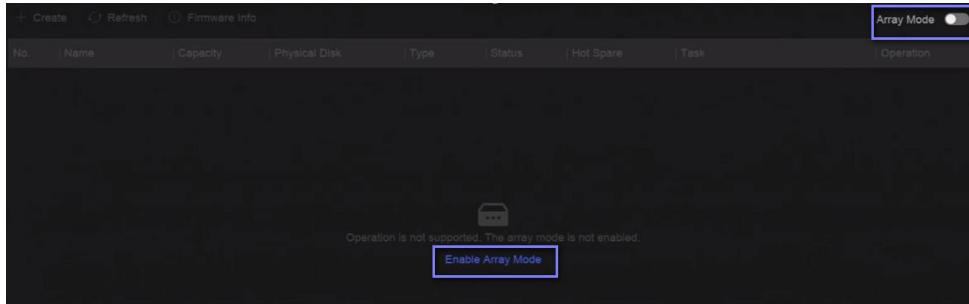 + Create Refresh Firmware Info Array Mode
No. Name Capacity Physical Disk Type Status Hot Spare Task Operation
Operation is not supported. The array mode is not enabled.
Enable Array Mode